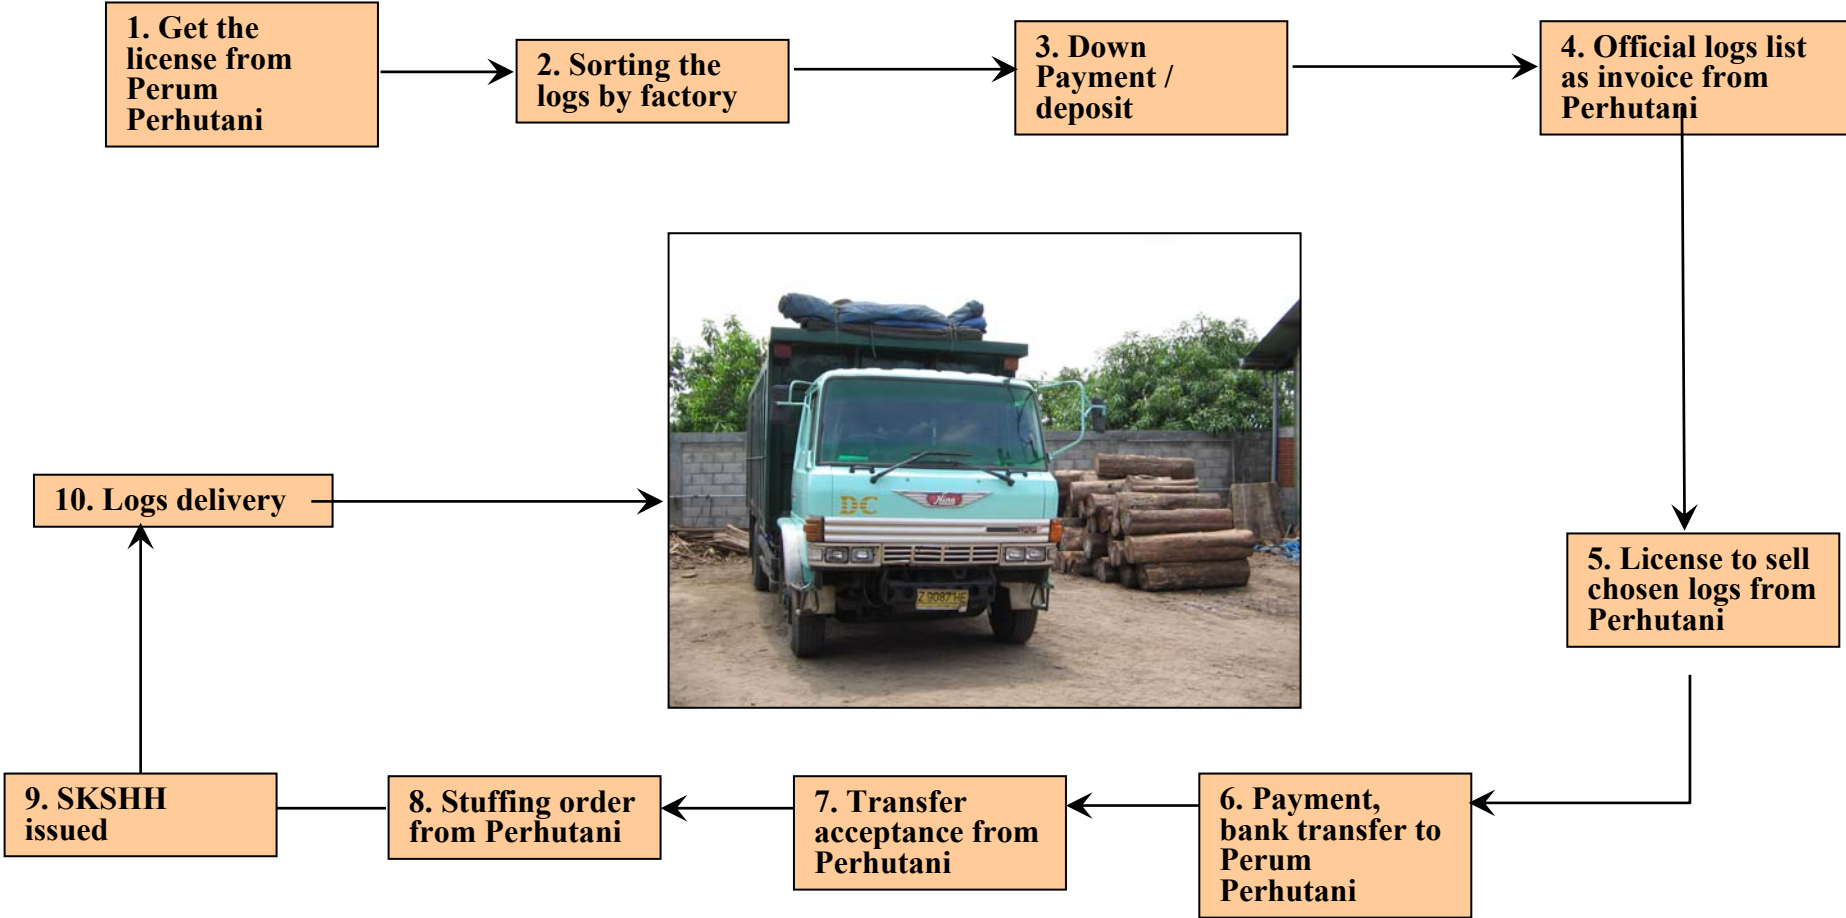 1. Get the
license from
Perum
Perhutani
2. Sorting the
logs by factory
3. Down
Payment /
deposit
4. Official logs list
as invoice from
Perhutani
5. License to sell
chosen logs from
Perhutani
6. Payment,
bank transfer to
Perum
Perhutani
7. Transfer
acceptance from
Perhutani
8. Stuffing order
from Perhutani
9. SKSHH
issued
10. Logs delivery
DC
Hino
Z 9087 HE